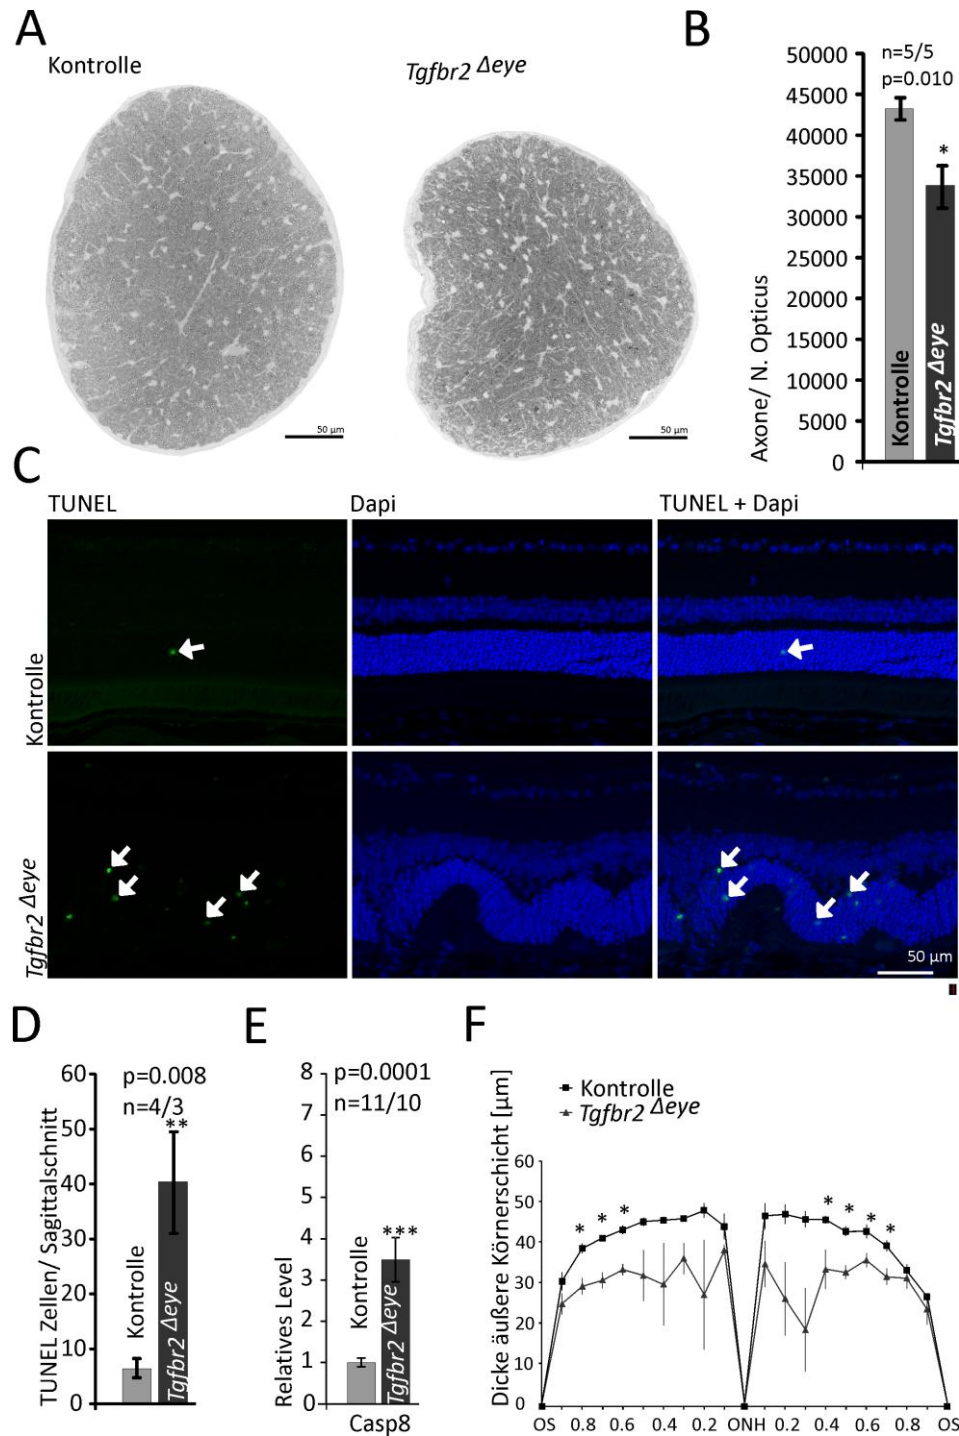 A
Kontrolle
Tgfbr2 Δeye
50 µm
50 µm
B
n=5/5
p=0.010
*
50000
45000
40000
35000
30000
25000
20000
15000
10000
5000
0
Axone/ N. Opticus
Kontrolle
Tgfbr2 Δeye
C
TUNEL
Dapi
TUNEL + Dapi
Kontrolle
Tgfbr2 Δeye
50 µm
D
p=0.008
n=4/3
**
60
50
40
30
20
10
0
TUNEL Zellen/ Sagittalschnitt
Kontrolle
Tgfbr2 Δeye
E
p=0.0001
n=11/10
***
8
7
6
5
4
3
2
1
0
Relatives Level
Kontrolle
Tgfbr2 Δeye
Casp8
F
Kontrolle
Tgfbr2 Δeye
Dicke äußere Körnerschicht [µm]
60
50
40
30
20
10
0
* * * * * * *
OS 0.8 0.6 0.4 0.2 ONH 0.2 0.4 0.6 0.8 OS